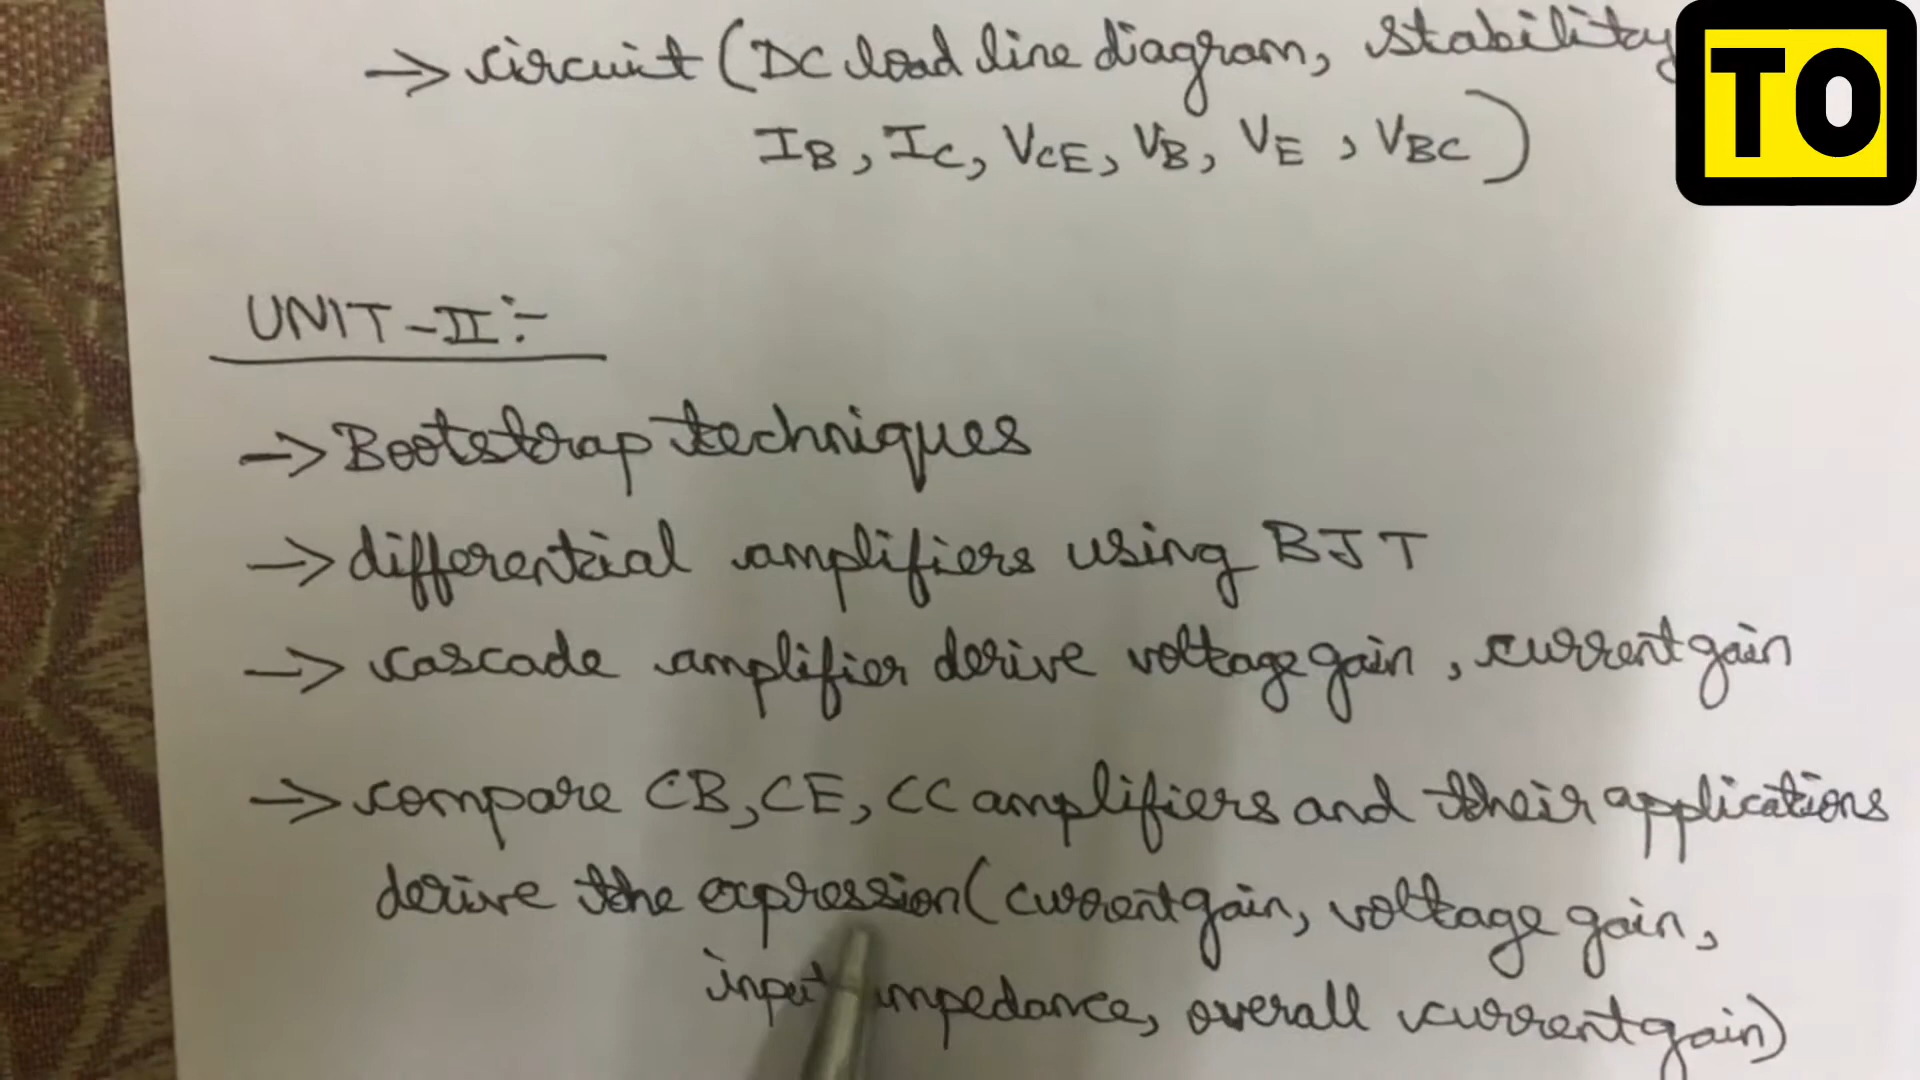 → circuit (DC load line diagram, stability
TO
IB, IC, VCE, VB, VE, VBC)
UNIT-II:-
→ Bootstrap techniques
→ differential amplifiers using BJT
→ cascade amplifier derive voltage gain, current gain
→ compare CB, CE, CC amplifiers and their applications
derive the expression (current gain, voltage gain,
input impedance, overall current gain)